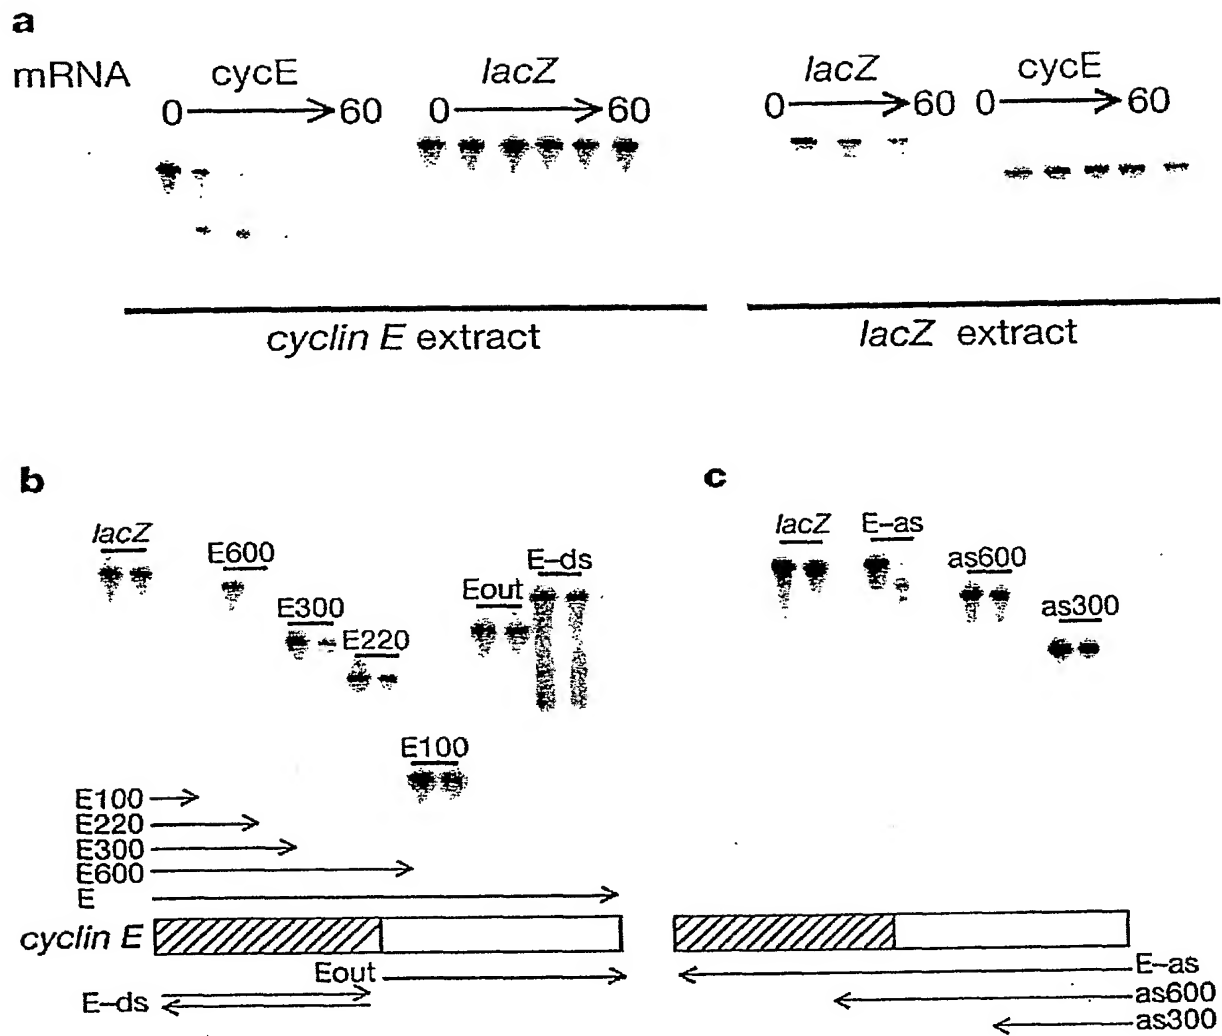 a
mRNA cycE lacZ lacZ cycE
0 60 0 60 0 60 0 60
cyclin E extract lacZ extract
b c
lacZ E600 E300 E220 E100 Eout E–ds
lacZ E–as as600 as300
E100
E220
E300
E600
E
cyclin E
Eout
E–ds
E–as
as600
as300